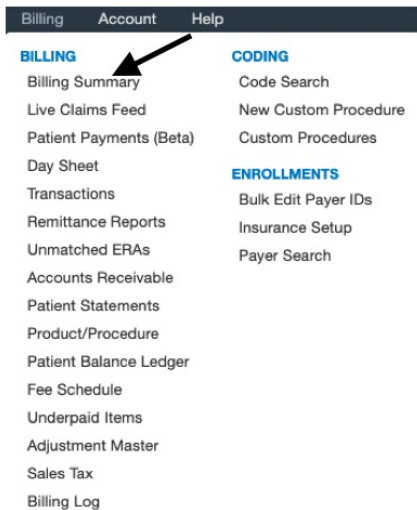 Billing Account Help
BILLING
Billing Summary
Live Claims Feed
Patient Payments (Beta)
Day Sheet
Transactions
Remittance Reports
Unmatched ERAs
Accounts Receivable
Patient Statements
Product/Procedure
Patient Balance Ledger
Fee Schedule
Underpaid Items
Adjustment Master
Sales Tax
Billing Log
CODING
Code Search
New Custom Procedure
Custom Procedures
ENROLLMENTS
Bulk Edit Payer IDs
Insurance Setup
Payer Search